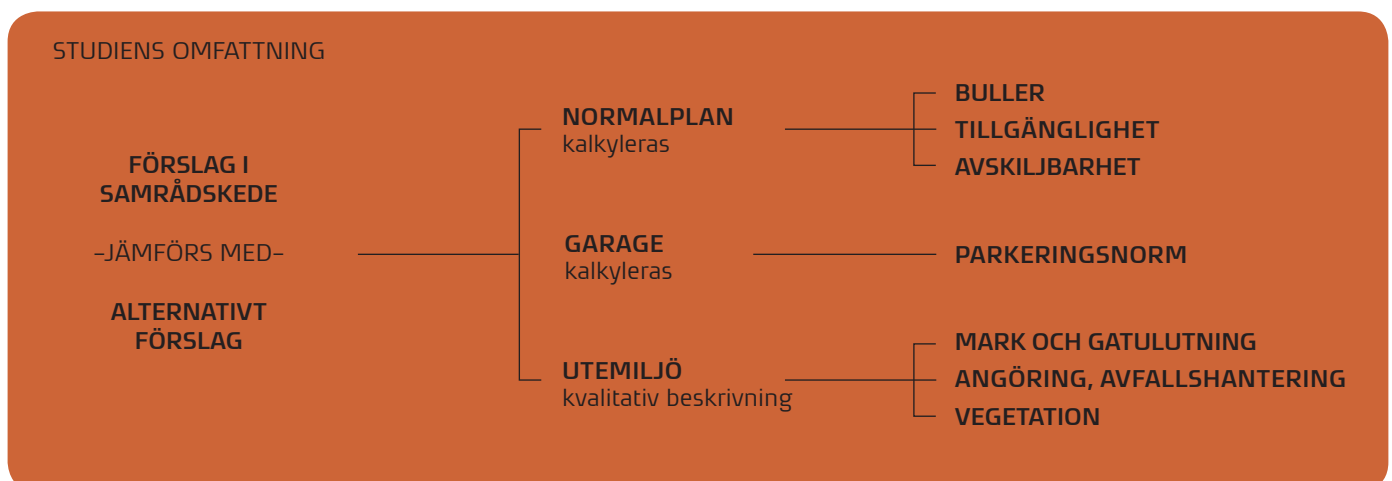 STUDIENS OMFATTNING
FÖRSLAG I
SAMRÅDSKEDE
–JÄMFÖRS MED–
ALTERNATIVT
FÖRSLAG
NORMALPLAN
kalkyleras
GARAGE
kalkyleras
UTEMILJÖ
kvalitativ beskrivning
BULLER
TILLGÄNGLIGHET
AVSKILJBARHET
PARKERINGSNORM
MARK OCH GATULUTNING
ANGÖRING, AVFALLSHANTERING
VEGETATION